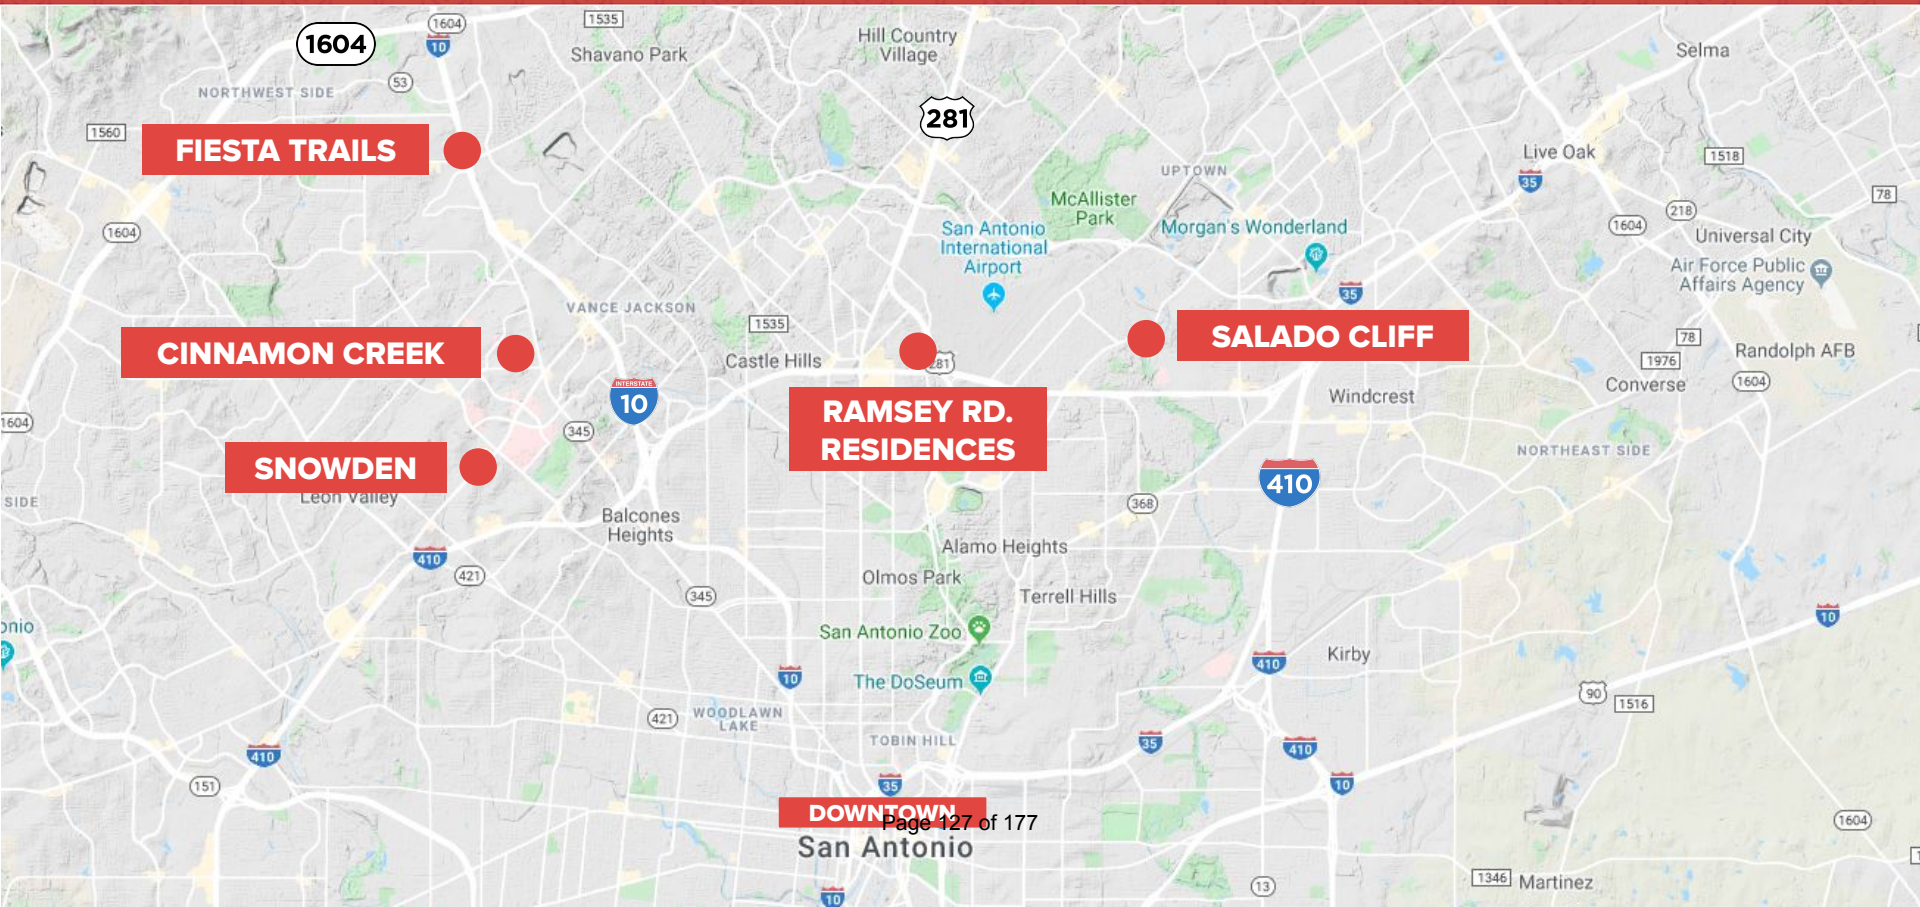 1604
1604
10
1535
Shavano Park
Hill Country
Village
Selma
53
NORTHWEST SIDE
281
1560
FIESTA TRAILS
Live Oak
1518
35
UPTOWN
McAllister
Park
78
218
1604
1604
San Antonio
International
Airport
Morgan's Wonderland
Universal City
Air Force Public
Affairs Agency
35
VANCE JACKSON
1535
CINNAMON CREEK
Castle Hills
281
SALADO CLIFF
78
1976
Randolph AFB
Converse
1604
INTERSTATE
10
RAMSEY RD.
RESIDENCES
Windcrest
1604
345
SNOWDEN
Leon Valley
NORTHEAST SIDE
410
SIDE
368
Balcones
Heights
410
421
Alamo Heights
Olmos Park
345
Terrell Hills
10
onio
San Antonio Zoo
Kirby
410
10
The DoSeum
90
1516
421
WOODLAWN
LAKE
TOBIN HILL
35
410
410
10
151
35
DOWNTOWN
Page 127 of 177
1604
San Antonio
13
1346
Martinez
10